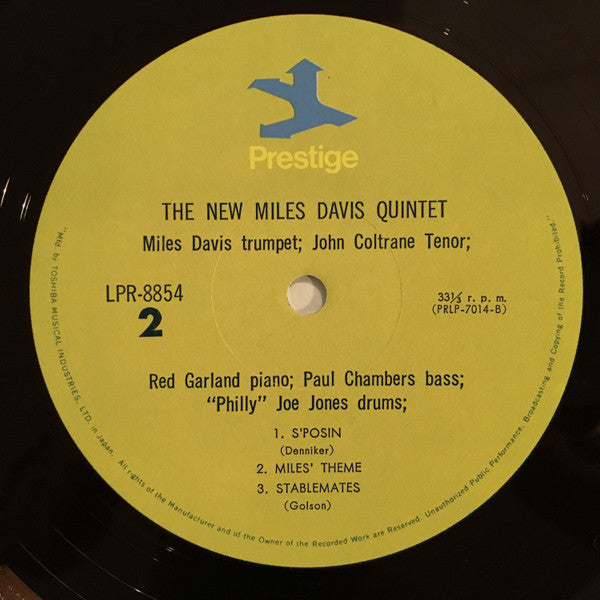 Prestige
THE NEW MILES DAVIS QUINTET
Miles Davis trumpet; John Coltrane Tenor;
LPR-8854
2
33⅓ r. p. m.
(PRLP-7014-B)
Red Garland piano; Paul Chambers bass;
“Philly” Joe Jones drums;
1. S'POSIN
(Denniker)
2. MILES' THEME
3. STABLEMATES
(Golson)
"Mfd. by TOSHIBA MUSICAL INDUSTRIES, LTD. in Japan. All rights of the Manufacturer and of the Owner of the Recorded Work are Reserved. Unauthorized Public Performance, Broadcasting and Copying of the Record Prohibited."